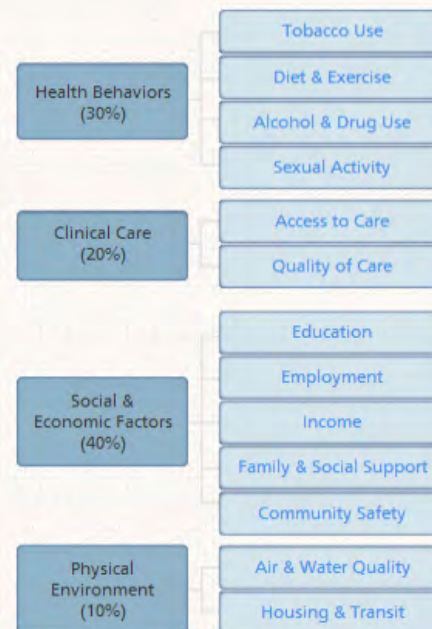 Health Behaviors
(30%)
Tobacco Use
Diet & Exercise
Alcohol & Drug Use
Sexual Activity
Clinical Care
(20%)
Access to Care
Quality of Care
Social &
Economic Factors
(40%)
Education
Employment
Income
Family & Social Support
Community Safety
Physical
Environment
(10%)
Air & Water Quality
Housing & Transit